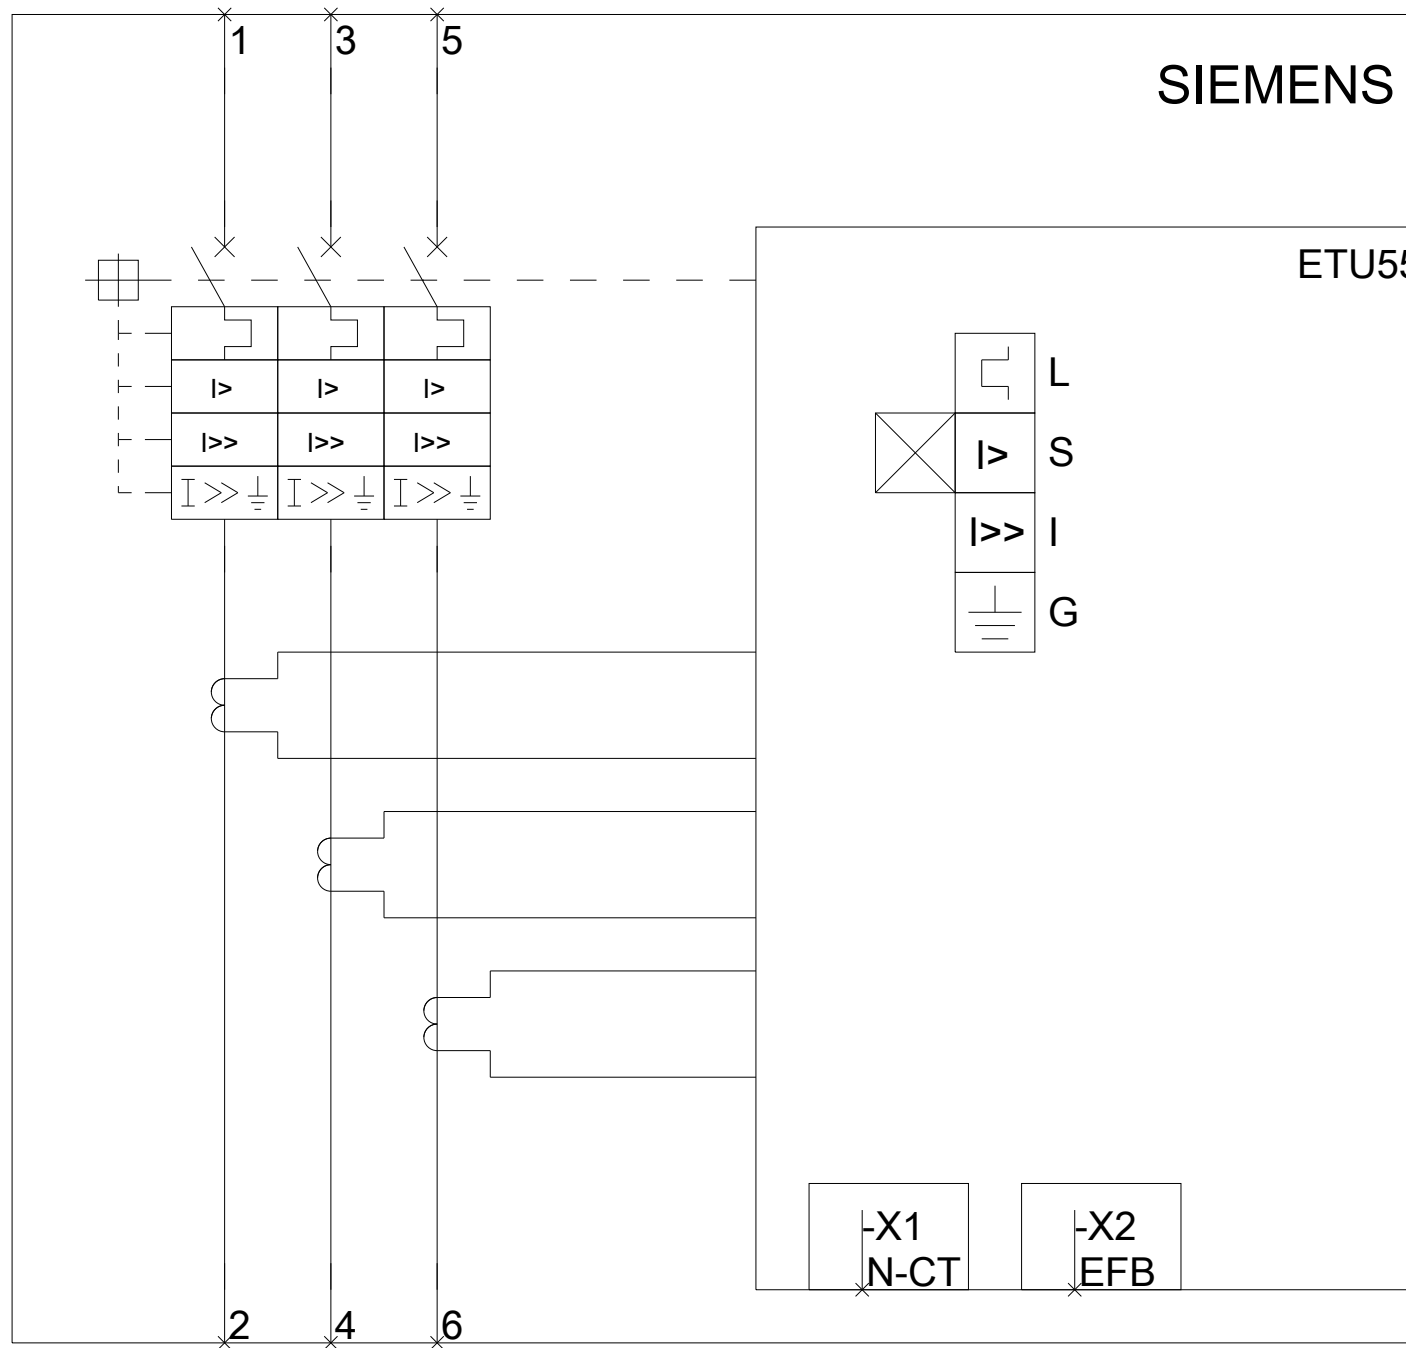 1 3 5
SIEMENS
ETU55
L
I> I> I> 
I>> I>> I>> 
I> S
I >> I >> I >>
I>> I
G
-X1 -X2
N-CT EFB
2 4 6